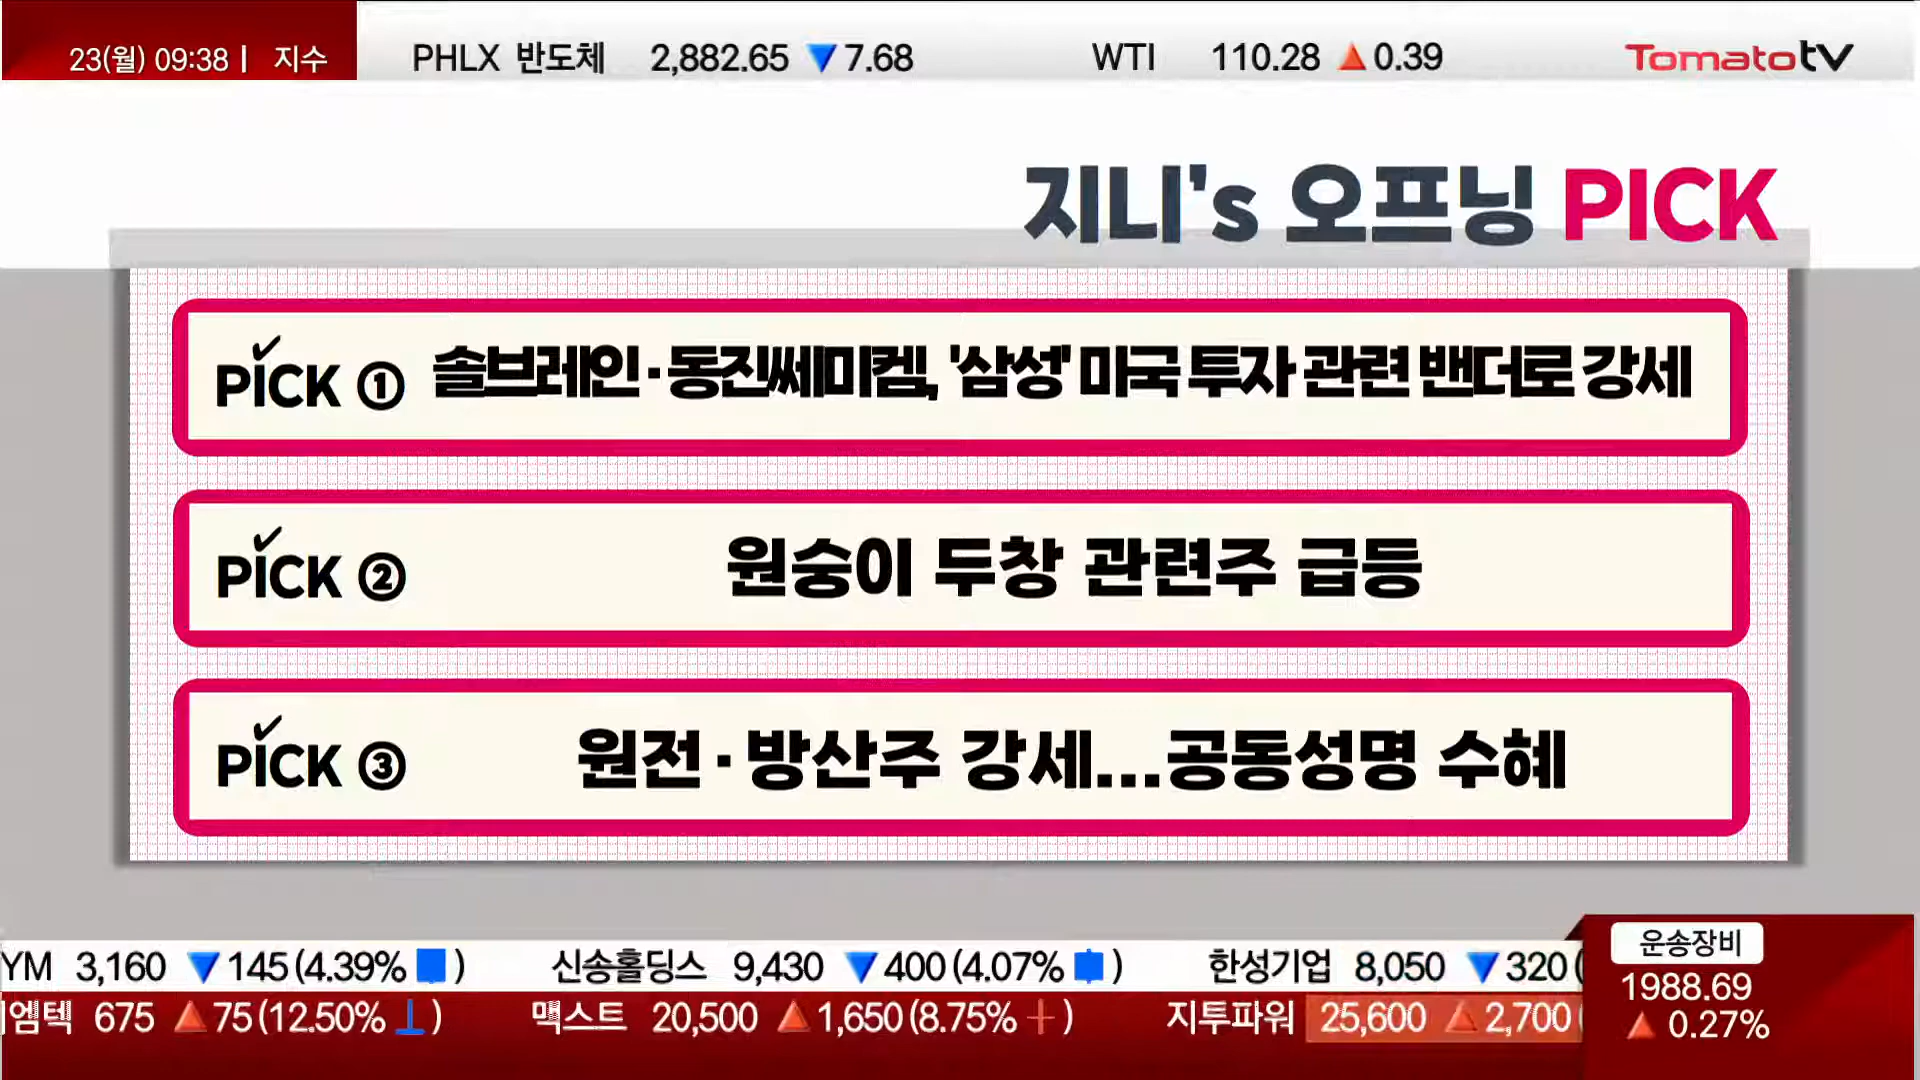 23(월) 09:38 | 지수 PHLX 반도체 2,882.65 ▼7.68 WTI 110.28 ▲0.39 Tomatotv
지니's 오프닝 PICK
PICK ① 솔브레인·동진쎄미켐, '삼성' 미국 투자 관련 밴더로 강세
PICK ② 원숭이 두창 관련주 급등
PICK ③ 원전·방산주 강세...공동성명 수혜
YM 3,160 ▼145(4.39% ) 신송홀딩스 9,430 ▼400(4.07% ) 한성기업 8,050 ▼320(
엠텍 675 ▲75(12.50% ) 맥스트 20,500 ▲1,650(8.75% ) 지투파워 25,600 ▲2,700(
운송장비
1988.69
▲ 0.27%